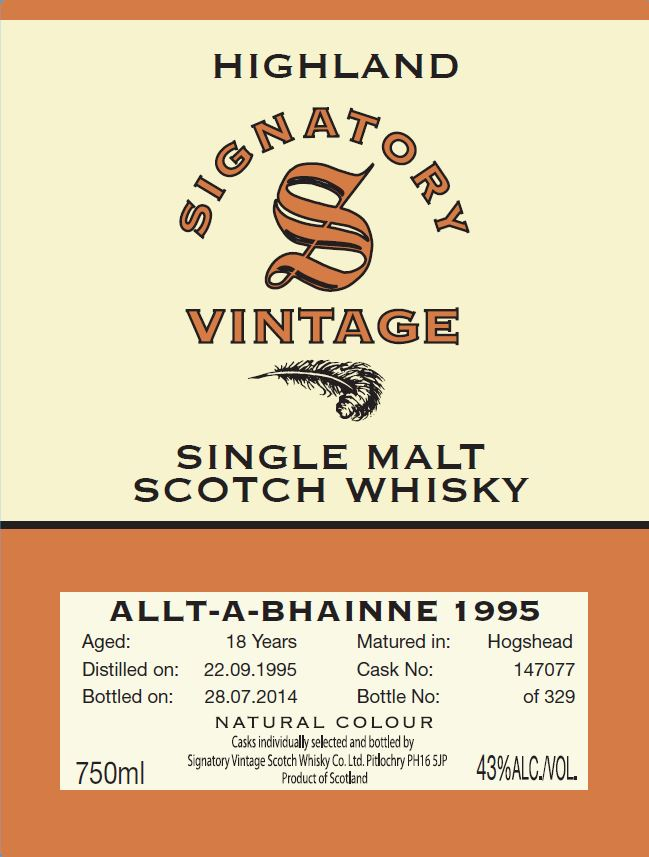 HIGHLAND
SIGNATORY
S
VINTAGE
SINGLE MALT
SCOTCH WHISKY
ALLT-A-BHAINNE 1995
Aged: 18 Years Matured in: Hogshead
Distilled on: 22.09.1995 Cask No: 147077
Bottled on: 28.07.2014 Bottle No: of 329
NATURAL COLOUR
Casks individually selected and bottled by
Signatory Vintage Scotch Whisky Co. Ltd. Pitlochry PH16 5JP
Product of Scotland
750ml 43%ALC./VOL.